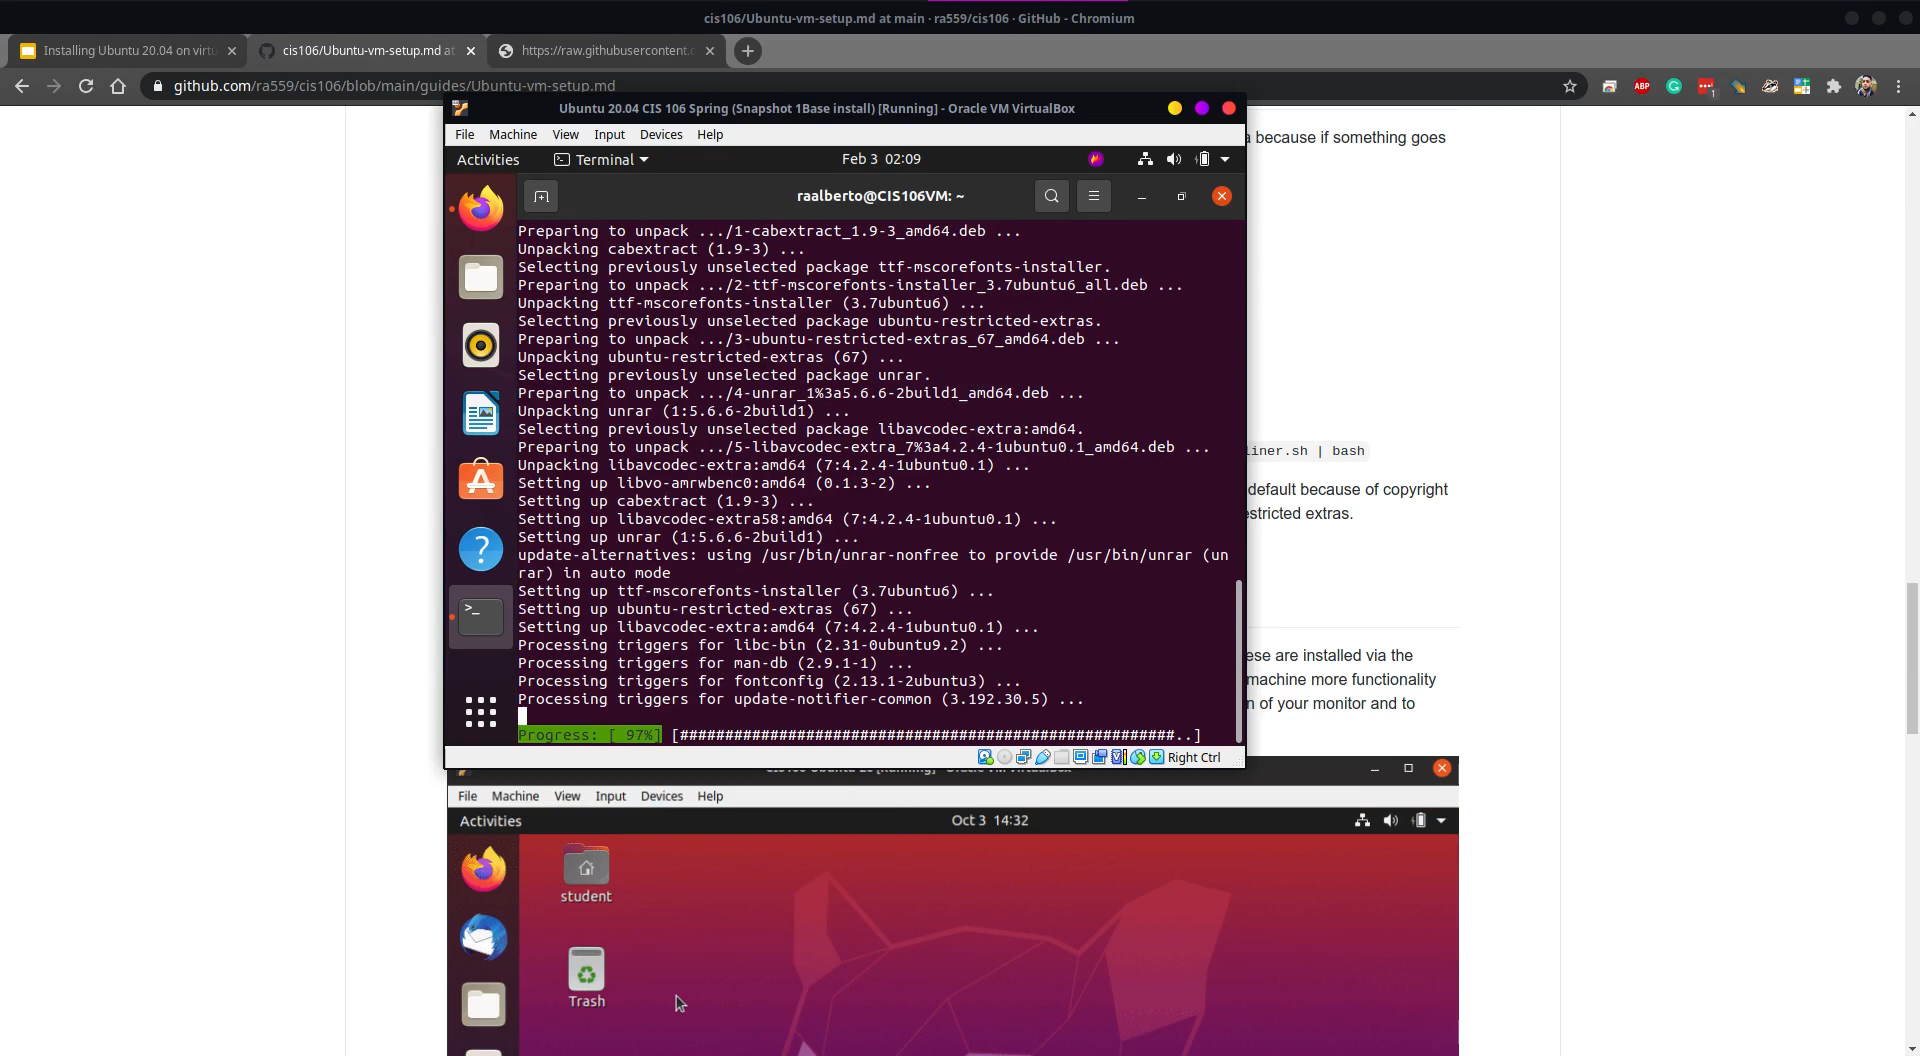 cis106/Ubuntu-vm-setup.md at main · ra559/cis106 · GitHub - Chromium
Installing Ubuntu 20.04 on virtu
cis106/Ubuntu-vm-setup.md at
https://raw.githubusercontent.c
github.com/ra559/cis106/blob/main/guides/Ubuntu-vm-setup.md
ABP
1
Ubuntu 20.04 CIS 106 Spring (Snapshot 1Base install) [Running] - Oracle VM VirtualBox
File Machine View Input Devices Help
because if something goes
Activities Terminal Feb 3 02:09
raalberto@CIS106VM: ~
Preparing to unpack .../1-cabextract_1.9-3_amd64.deb ...
Unpacking cabextract (1.9-3) ...
Selecting previously unselected package ttf-mscorefonts-installer.
Preparing to unpack .../2-ttf-mscorefonts-installer_3.7ubuntu6_all.deb ...
Unpacking ttf-mscorefonts-installer (3.7ubuntu6) ...
Selecting previously unselected package ubuntu-restricted-extras.
Preparing to unpack .../3-ubuntu-restricted-extras_67_amd64.deb ...
Unpacking ubuntu-restricted-extras (67) ...
Selecting previously unselected package unrar.
Preparing to unpack .../4-unrar_1%3a5.6.6-2build1_amd64.deb ...
Unpacking unrar (1:5.6.6-2build1) ...
Selecting previously unselected package libavcodec-extra:amd64.
Preparing to unpack .../5-libavcodec-extra_7%3a4.2.4-1ubuntu0.1_amd64.deb ...
Unpacking libavcodec-extra:amd64 (7:4.2.4-1ubuntu0.1) ...
Setting up libvo-amrwbenc0:amd64 (0.1.3-2) ...
Setting up cabextract (1.9-3) ...
Setting up libavcodec-extra58:amd64 (7:4.2.4-1ubuntu0.1) ...
Setting up unrar (1:5.6.6-2build1) ...
update-alternatives: using /usr/bin/unrar-nonfree to provide /usr/bin/unrar (un
rar) in auto mode
Setting up ttf-mscorefonts-installer (3.7ubuntu6) ...
Setting up ubuntu-restricted-extras (67) ...
Setting up libavcodec-extra:amd64 (7:4.2.4-1ubuntu0.1) ...
Processing triggers for libc-bin (2.31-0ubuntu9.2) ...
Processing triggers for man-db (2.9.1-1) ...
Processing triggers for fontconfig (2.13.1-2ubuntu3) ...
Processing triggers for update-notifier-common (3.192.30.5) ...
Progress: [ 97%] [#######################################################..]
Right Ctrl
liner.sh | bash
default because of copyright
estricted extras.
ese are installed via the
machine more functionality
n of your monitor and to
File Machine View Input Devices Help
Activities Oct 3 14:32
student
Trash